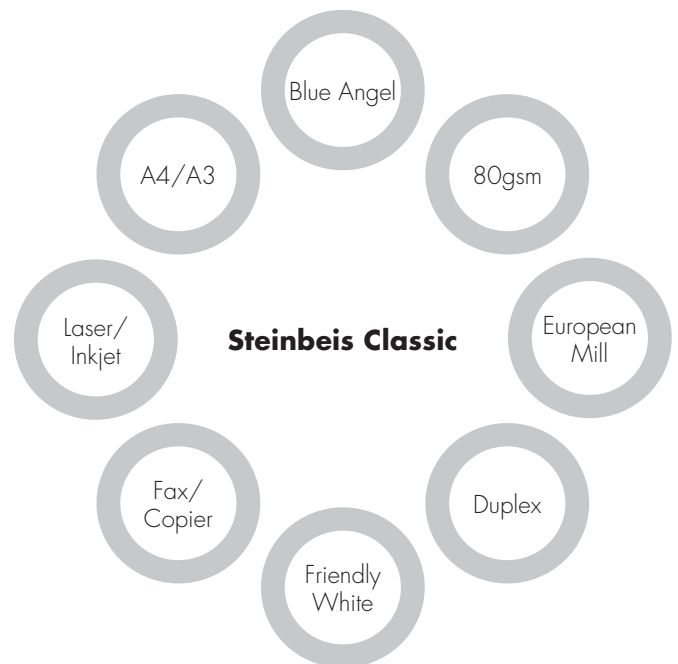 Blue Angel
A4/A3
80gsm
Laser/
Inkjet
Steinbeis Classic
European
Mill
Fax/
Copier
Duplex
Friendly
White